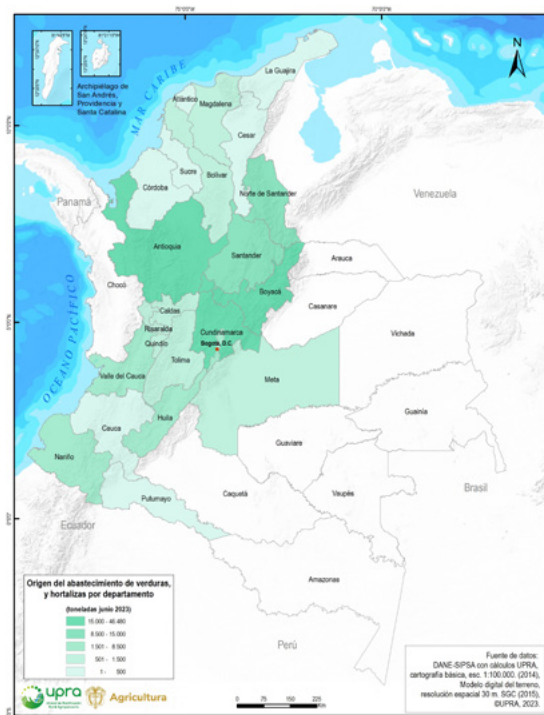 N
Archipiélago de
San Andrés,
Providencia y
Santa Catalina
MAR CARIBE
La Guajira
Atlántico
Magdalena
Cesar
Sucre
Bolívar
Córdoba
Norte de Santander
Panamá
Venezuela
Antioquia
Santander
Arauca
Chocó
Boyacá
Casanare
Caldas
Risaralda
Cundinamarca
Quindío
Bogotá, D.C.
Vichada
OCEANO PACÍFICO
Tolima
Valle del Cauca
Meta
Guainía
Huila
Cauca
Guaviare
Nariño
Brasil
Putumayo
Caquetá
Vaupés
Ecuador
Amazonas
Perú
Origen del abastecimiento de verduras,
y hortalizas por departamento
(toneladas junio 2023)
15.000 - 46.480
8.500 - 15.000
1.501 - 8.500
501 - 1.500
1 - 500
upra
Agricultura
0 37,5 75 150 225
Km
Fuente de datos:
DANE-SIPSA con cálculos UPRA,
cartografía básica, esc. 1:100.000. (2014),
Modelo digital del terreno,
resolución espacial 30 m. SGC (2015),
©UPRA, 2023.